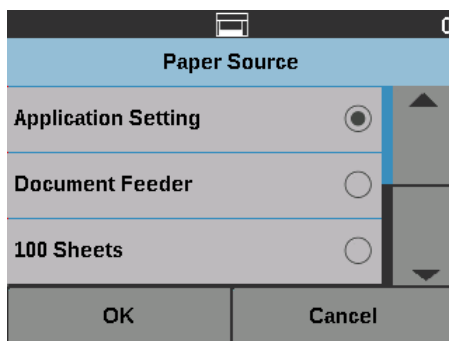 Paper Source
Application Setting
Document Feeder
100 Sheets
OK Cancel